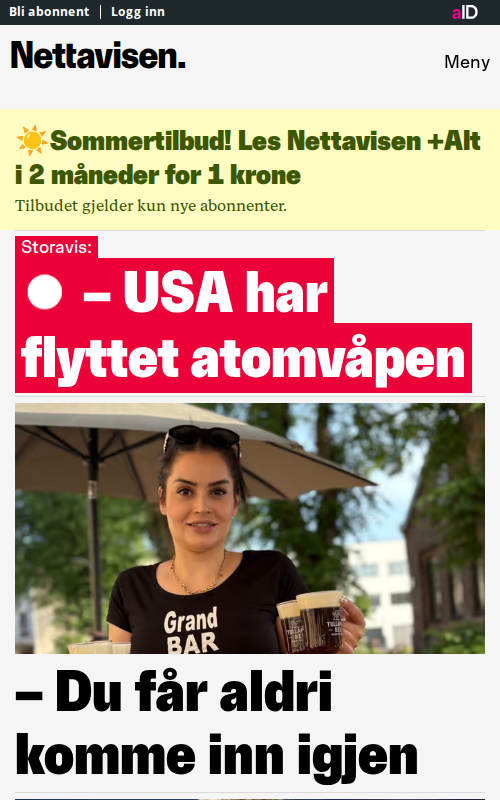 Bli abonnent | Logg inn
aID
Nettavisen.
Meny
☀️Sommertilbud! Les Nettavisen +Alt
i 2 måneder for 1 krone
Tilbudet gjelder kun nye abonnenter.
Storavis:
– USA har
flyttet atomvåpen
Grand
BAR
– Du får aldri
komme inn igjen